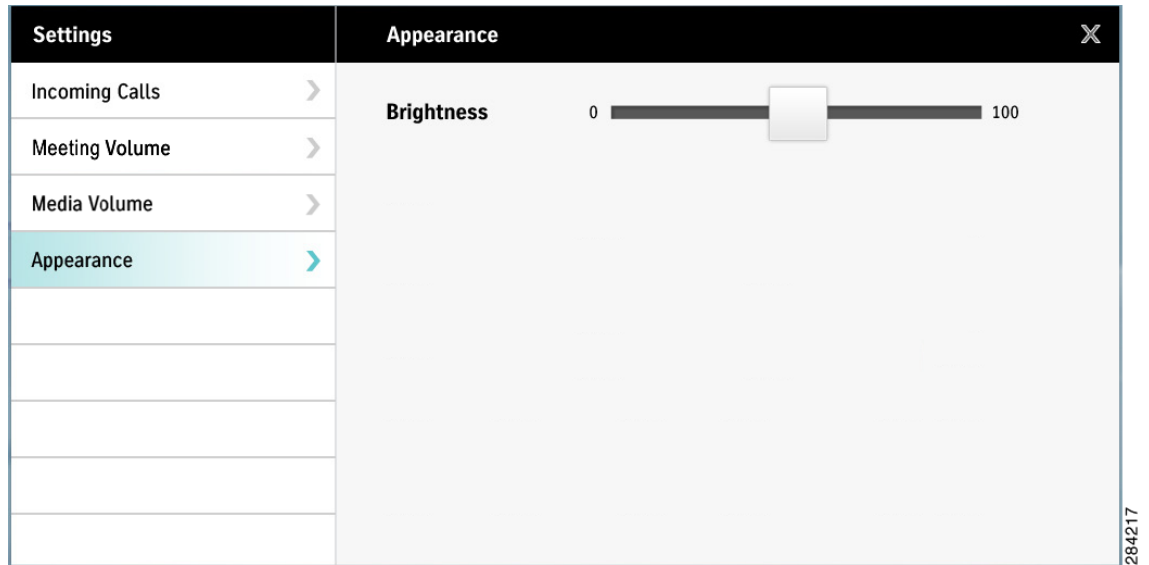 Settings
Appearance
Incoming Calls
Meeting Volume
Media Volume
Appearance
Brightness 0 100
284217